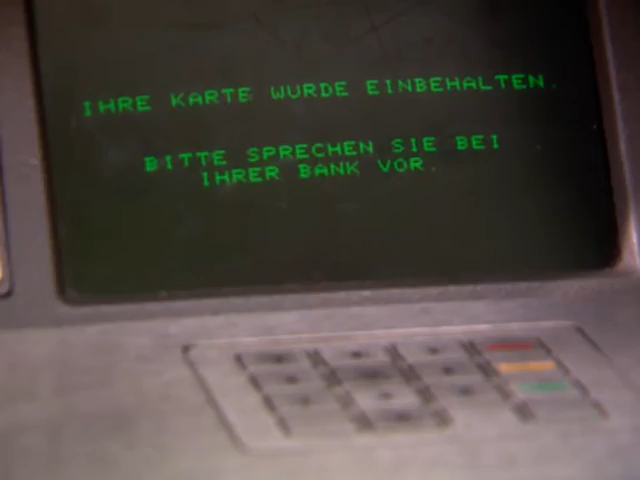 IHRE KARTE WURDE EINBEHALTEN.
BITTE SPRECHEN SIE BEI
IHRER BANK VOR.